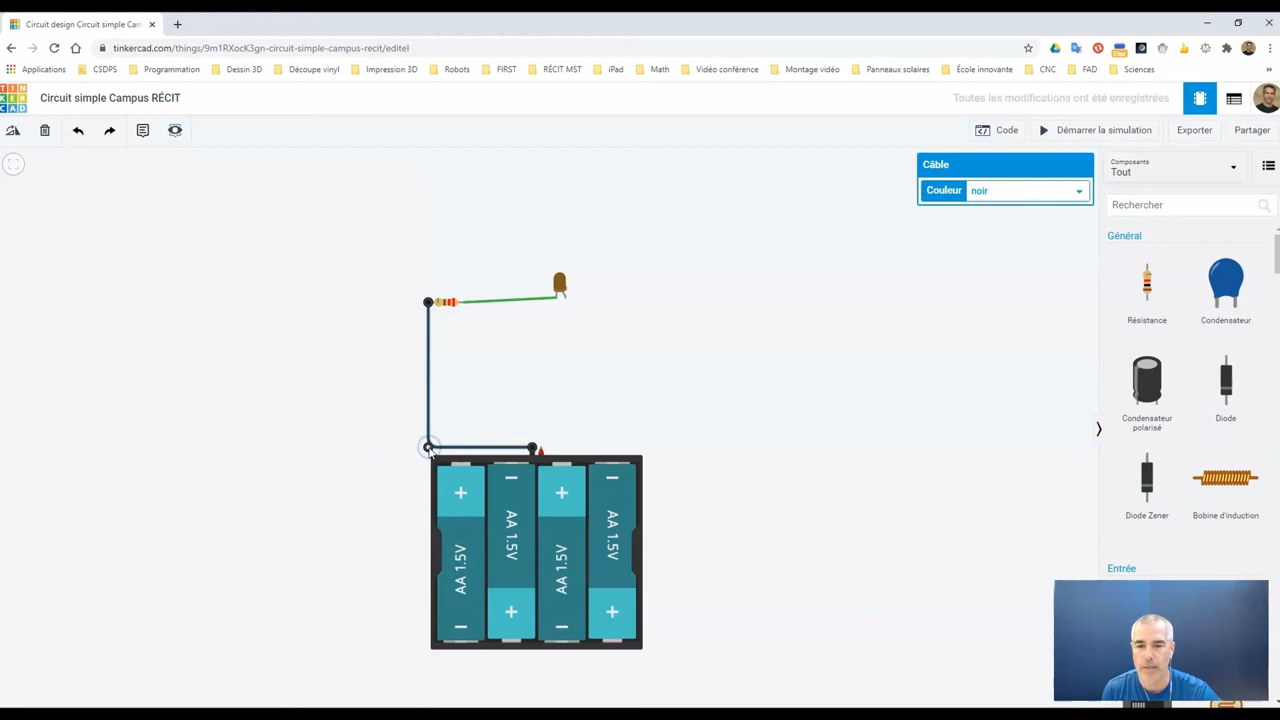 Circuit design Circuit simple Can
tinkercad.com/things/9m1RXocK3gn-circuit-simple-campus-recit/editel
Applications CSDPS Programmation Dessin 3D Découpe vinyl Impression 3D Robots FIRST RÉCIT MST iPad Math Vidéo conférence Montage vidéo Panneaux solaires École innovante CNC FAD Sciences »
TIN
KER
CAD
Circuit simple Campus RÉCIT
Toutes les modifications ont été enregistrées
Code
Démarrer la simulation
Exporter
Partager
Câble
Couleur
noir
Composants
Tout
Rechercher
Général
Résistance
Condensateur
Condensateur
polarisé
Diode
Diode Zener
Bobine d'induction
Entrée
+ − + −
AA 1.5V AA 1.5V AA 1.5V AA 1.5V
− + − +